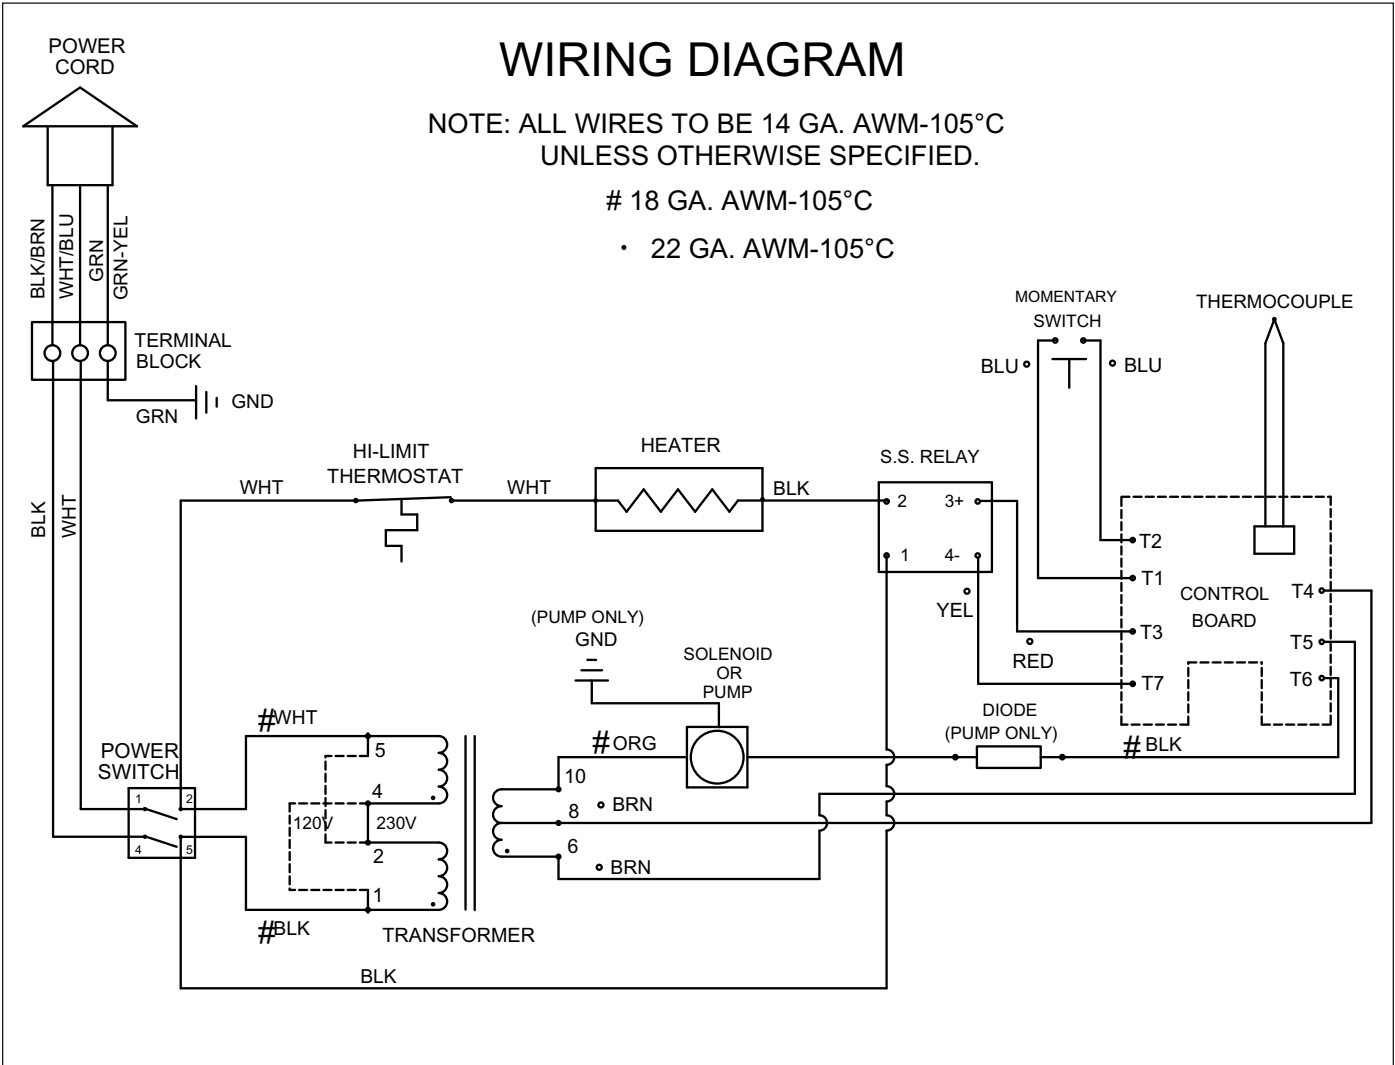 WIRING DIAGRAM
NOTE: ALL WIRES TO BE 14 GA. AWM-105°C
UNLESS OTHERWISE SPECIFIED.
# 18 GA. AWM-105°C
· 22 GA. AWM-105°C
POWER
CORD
BLK/BRN
WHT/BLU
GRN
GRN-YEL
TERMINAL
BLOCK
GRN
GND
BLK
WHT
WHT
HI-LIMIT
THERMOSTAT
WHT
HEATER
BLK
S.S. RELAY
2
3+
1
4-
YEL
RED
MOMENTARY
SWITCH
BLU
BLU
THERMOCOUPLE
T2
T1
T3
T7
CONTROL
BOARD
T4
T5
T6
(PUMP ONLY)
GND
SOLENOID
OR
PUMP
DIODE
(PUMP ONLY)
# BLK
# ORG
10
BRN
8
6
BRN
POWER
SWITCH
1
2
4
5
#WHT
5
4
120V
230V
2
1
#BLK
TRANSFORMER
BLK